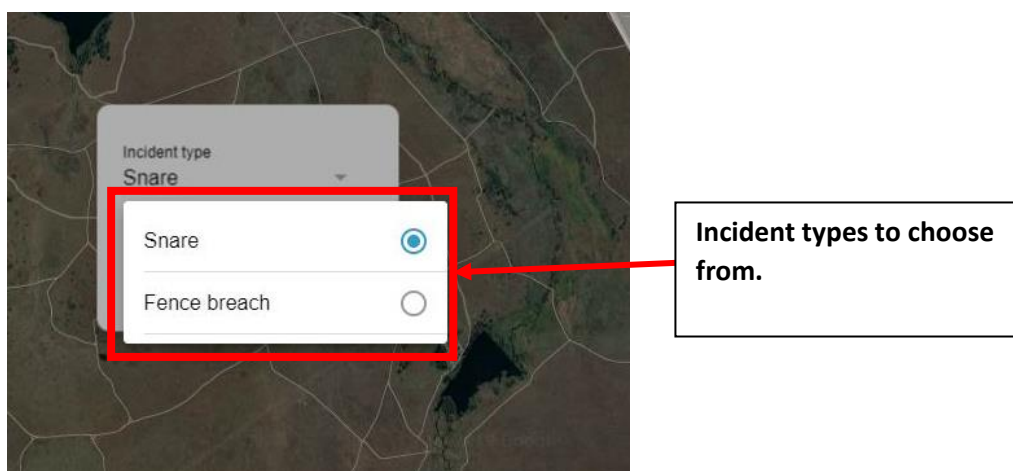 Incident type
Snare
Snare
Fence breach
Incident types to choose
from.